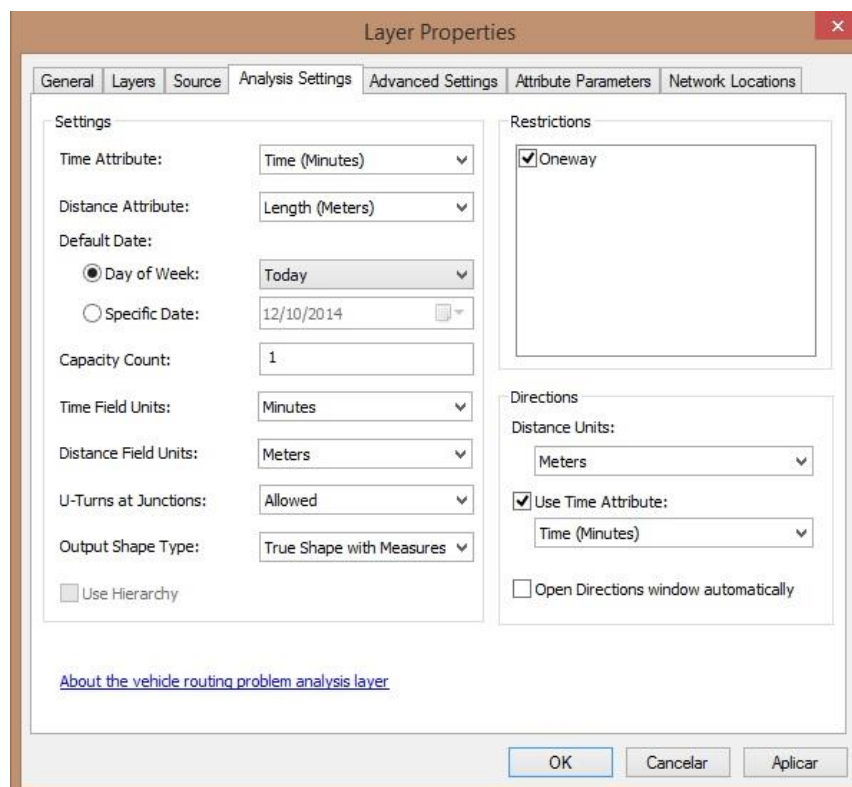 Layer Properties
General Layers Source Analysis Settings Advanced Settings Attribute Parameters Network Locations
Settings
Time Attribute: Time (Minutes)
Distance Attribute: Length (Meters)
Default Date:
Day of Week: Today
Specific Date: 12/10/2014
Capacity Count: 1
Time Field Units: Minutes
Distance Field Units: Meters
U-Turns at Junctions: Allowed
Output Shape Type: True Shape with Measures
Use Hierarchy
Restrictions
Oneway
Directions
Distance Units:
Meters
Use Time Attribute:
Time (Minutes)
Open Directions window automatically
About the vehicle routing problem analysis layer
OK Cancelar Aplicar